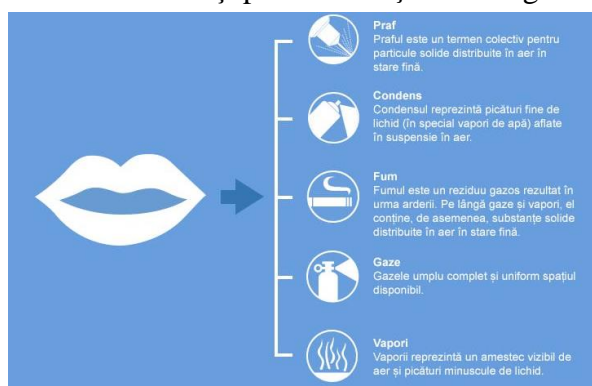 Praf
Praful este un termen colectiv pentru
particule solide distribuite în aer în
stare fină.
Condens
Condensul reprezintă picături fine de
lichid (în special vapori de apă) aflate
în suspensie în aer.
Fum
Fumul este un reziduu gazos rezultat în
urma arderii. Pe lângă gaze și vapori, el
conține, de asemenea, substanțe solide
distribuite în aer în stare fină.
Gaze
Gazele umplu complet și uniform spațiul
disponibil.
Vapori
Vaporii reprezintă un amestec vizibil de
aer și picături minuscule de lichid.